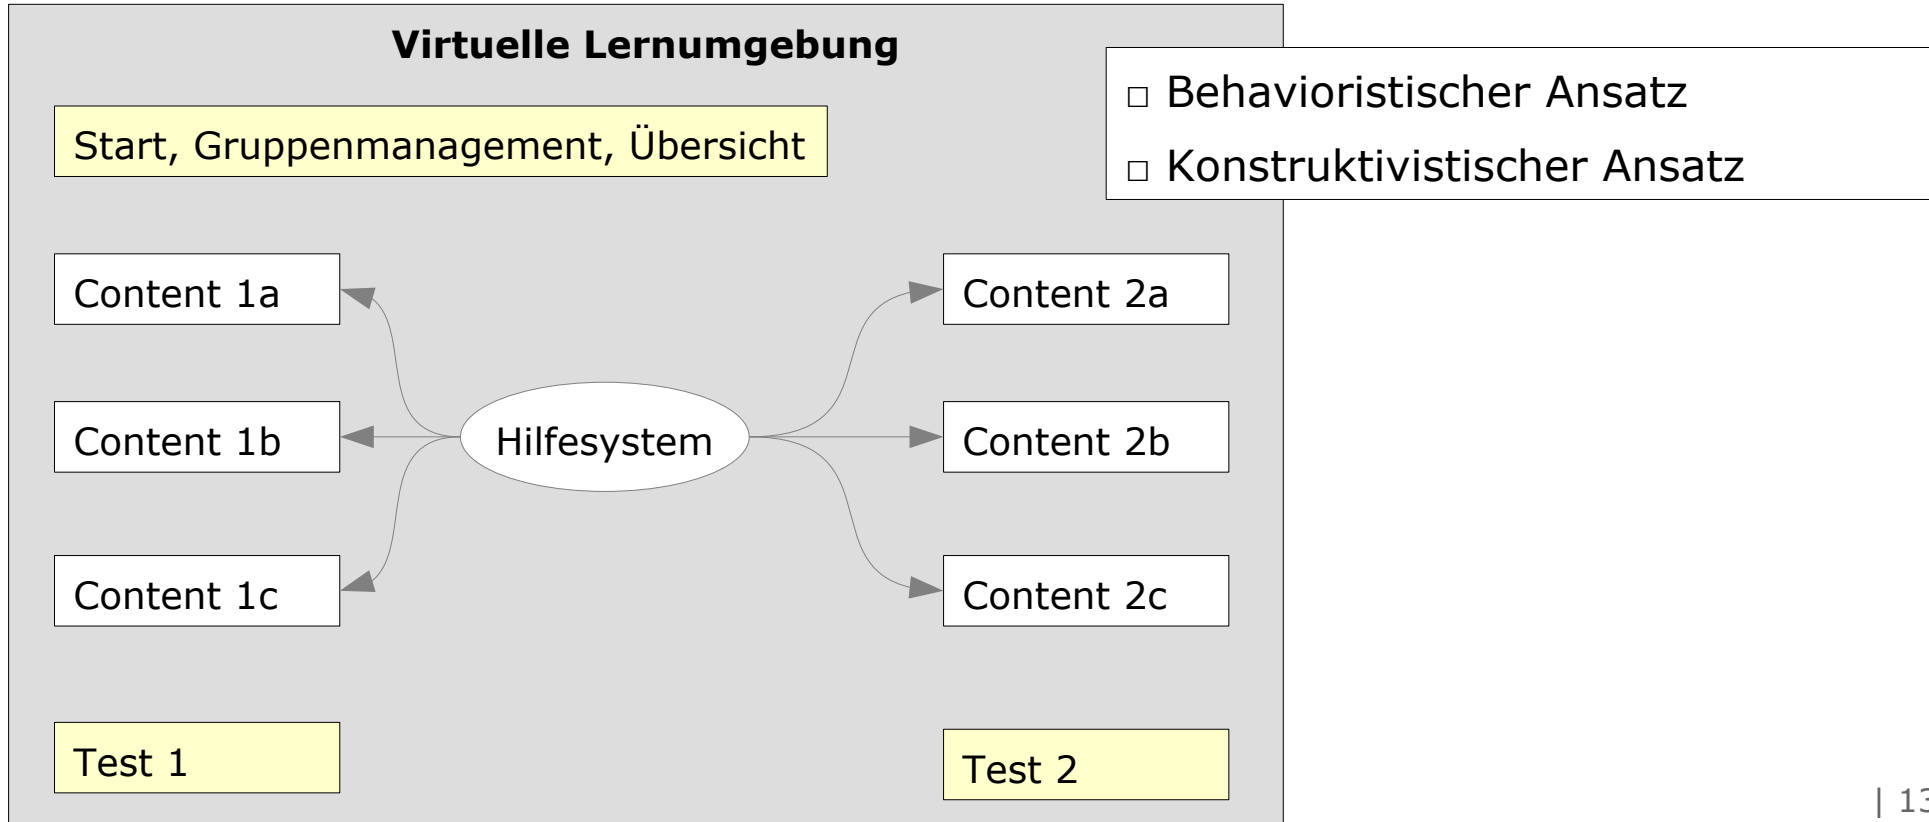 Virtuelle Lernumgebung
□ Behavioristischer Ansatz
□ Konstruktivistischer Ansatz
Start, Gruppenmanagement, Übersicht
Content 1a
Content 2a
Content 1b
Hilfesystem
Content 2b
Content 1c
Content 2c
Test 1
Test 2
| 13